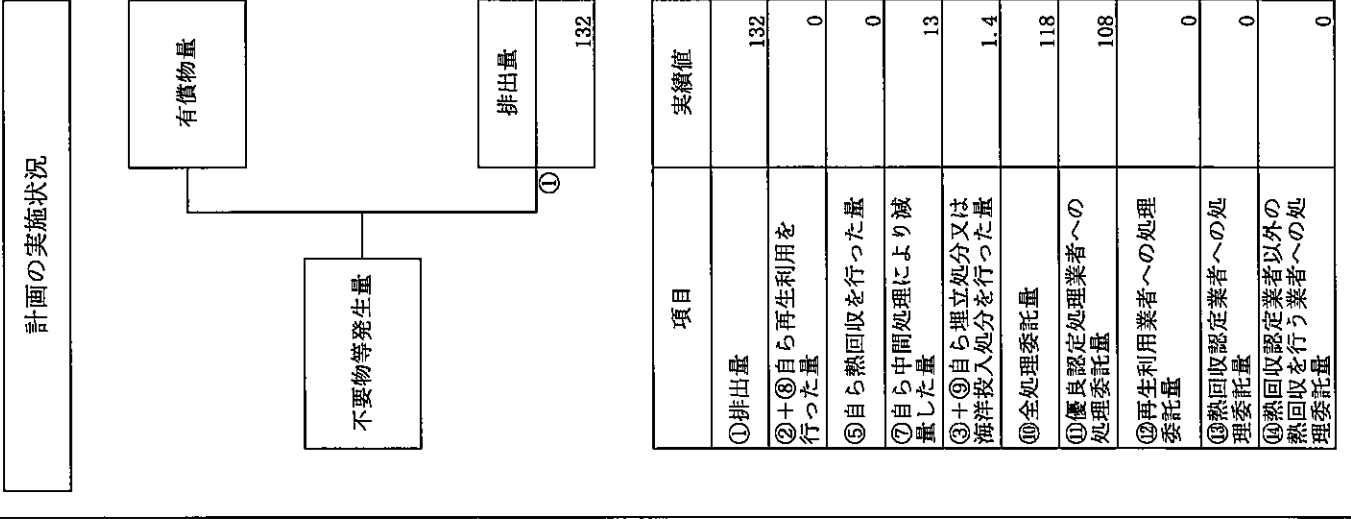 計画の実施状況
有償物量
不要物等発生量
①
排出量
132
項目
実績値
①排出量
132
②+⑧自ら再生利用を
行った量
0
⑤自ら熱回収を行った量
0
⑦自ら中間処理により減
量した量
13
③+⑨自ら埋立処分又は
海洋投入処分を行った量
1.4
⑩全処理委託量
118
⑪優良認定処理業者への
処理委託量
108
⑫再生利用業者への処理
委託量
0
⑬熱回収認定業者への処
理委託量
0
⑭熱回収認定業者以外の
熱回収を行う業者への処
理委託量
0